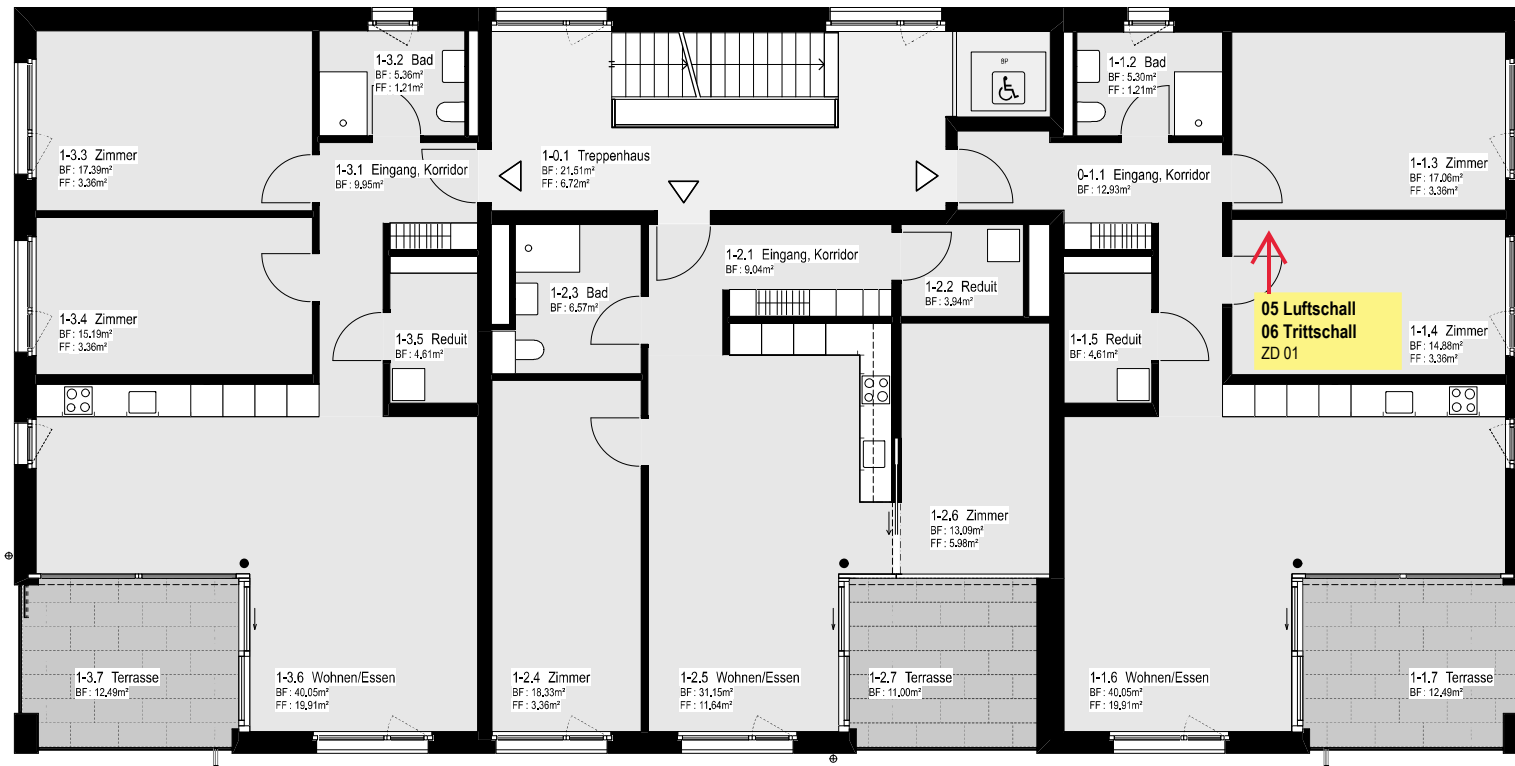 1-3.2 Bad
BF : 5.36m²
FF : 1.21m²
BP
1-1.2 Bad
BF : 5.30m²
FF : 1.21m²
1-3.3 Zimmer
BF : 17.39m²
FF : 3.36m²
1-3.1 Eingang, Korridor
BF : 9.95m²
1-0.1 Treppenhaus
BF : 21.51m²
FF : 6.72m²
0-1.1 Eingang, Korridor
BF : 12.93m²
1-1.3 Zimmer
BF : 17.06m²
FF : 3.36m²
1-2.1 Eingang, Korridor
BF : 9.04m²
1-2.3 Bad
BF : 6.57m²
1-2.2 Reduit
BF : 3.94m²
05 Luftschall
06 Trittschall
ZD 01
1-3.4 Zimmer
BF : 15.19m²
FF : 3.36m²
1-3.5 Reduit
BF : 4.61m²
1-1.5 Reduit
BF : 4.61m²
1-1.4 Zimmer
BF : 14.88m²
FF : 3.36m²
1-2.6 Zimmer
BF : 13.09m²
FF : 5.98m²
1-3.7 Terrasse
BF : 12.49m²
1-3.6 Wohnen/Essen
BF : 40.05m²
FF : 19.91m²
1-2.4 Zimmer
BF : 18.33m²
FF : 3.36m²
1-2.5 Wohnen/Essen
BF : 31.15m²
FF : 11.64m²
1-2.7 Terrasse
BF : 11.00m²
1-1.6 Wohnen/Essen
BF : 40.05m²
FF : 19.91m²
1-1.7 Terrasse
BF : 12.49m²